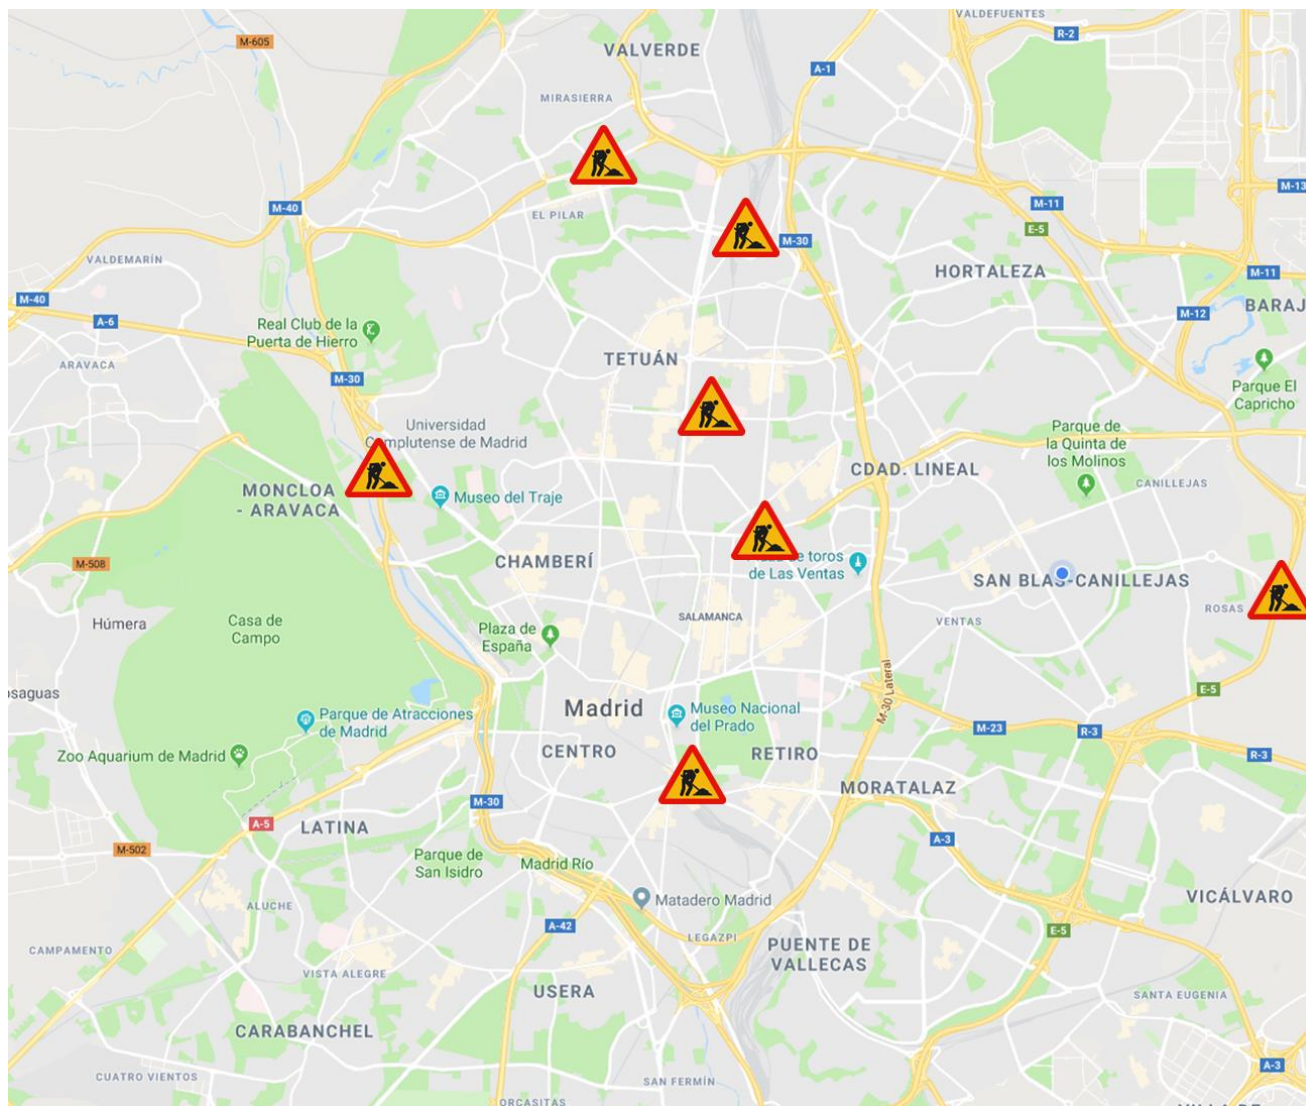 VALDEFUENTES
M-605
R-2
VALVERDE
A-1
MIRASIERRA
M-13
M-40
M-11
EL PILAR
E-5
M-30
VALDEMARÍN
HORTALEZA
M-11
M-40
BARAJ
A-6
M-12
Real Club de la
Puerta de Hierro
ARAVACA
TETUÁN
M-30
Parque El
Capricho
Universidad
Complutense de Madrid
Parque de
la Quinta de
los Molinos
CDAD. LINEAL
CANILLEJAS
MONCLOA
- ARAVACA
Museo del Traje
CHAMBERÍ
de toros
de Las Ventas
M-508
SAN BLAS-CANILLEJAS
ROSAS
Húmera
Casa de
Campo
SALAMANCA
VENTAS
Plaza de
España
osaguas
M-30 Lateral
E-5
Parque de Atracciones
de Madrid
Madrid
Museo Nacional
del Prado
M-23
R-3
R-3
Zoo Aquarium de Madrid
CENTRO
RETIRO
MORATALAZ
M-30
A-5
LATINA
A-3
M-502
Parque de
San Isidro
Madrid Río
Matadero Madrid
VICÁLVARO
ALUCHE
A-42
E-5
LEGAZPI
CAMPAMENTO
PUENTE DE
VALLECAS
VISTA ALEGRE
USERA
SANTA EUGENIA
CARABANCHEL
A-3
CUATRO VIENTOS
SAN FERMÍN
ORCASITAS